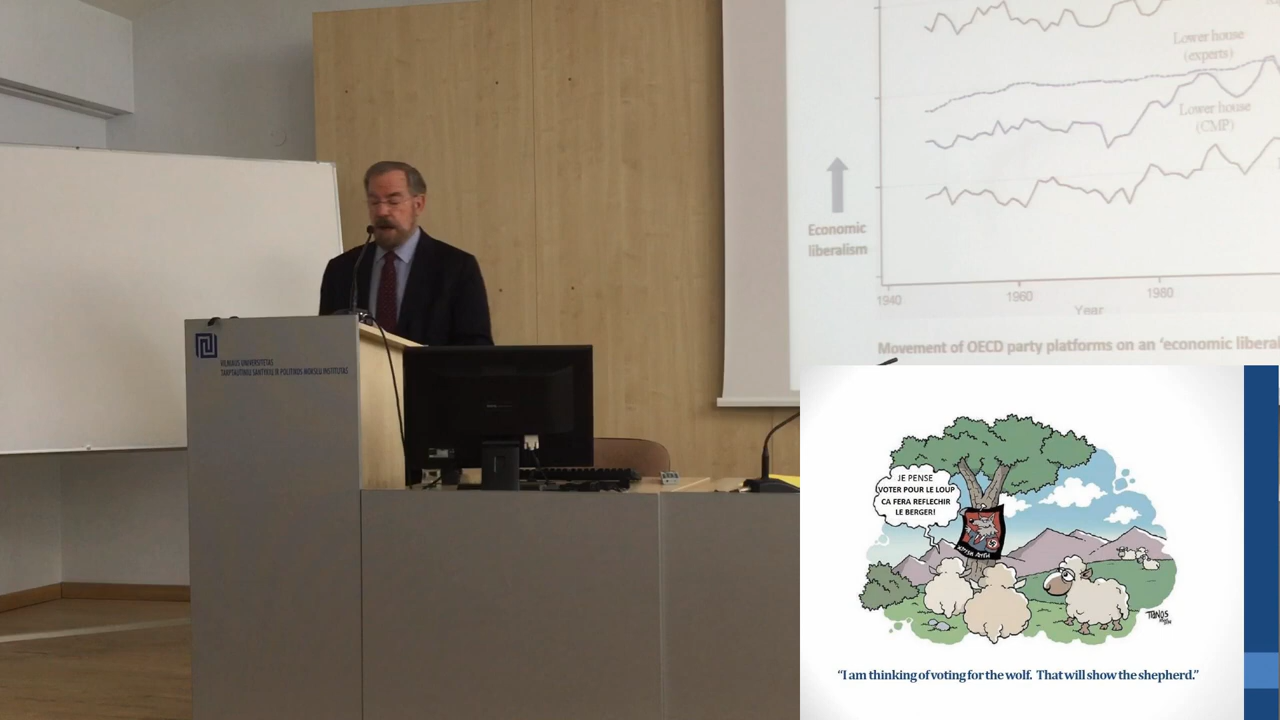 VILNIAUS UNIVERSITETAS
TARPTAUTINIŲ SANTYKIŲ IR POLITIKOS MOKSLŲ INSTITUTAS
Lower house
(experts)
Lower house
(CMP)
Economic
liberalism
1940
1960
1980
Year
Movement of OECD party platforms on an ‘economic liberal
JE PENSE
VOTER POUR LE LOUP
CA FERA REFLECHIR
LE BERGER!
TANOS
“I am thinking of voting for the wolf. That will show the shepherd.”